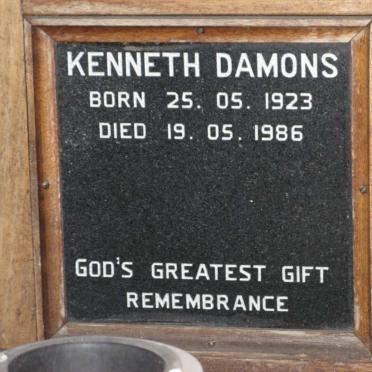 KENNETH DAMONS
BORN 25. 05. 1923
DIED 19. 05. 1986
GOD'S GREATEST GIFT
REMEMBRANCE